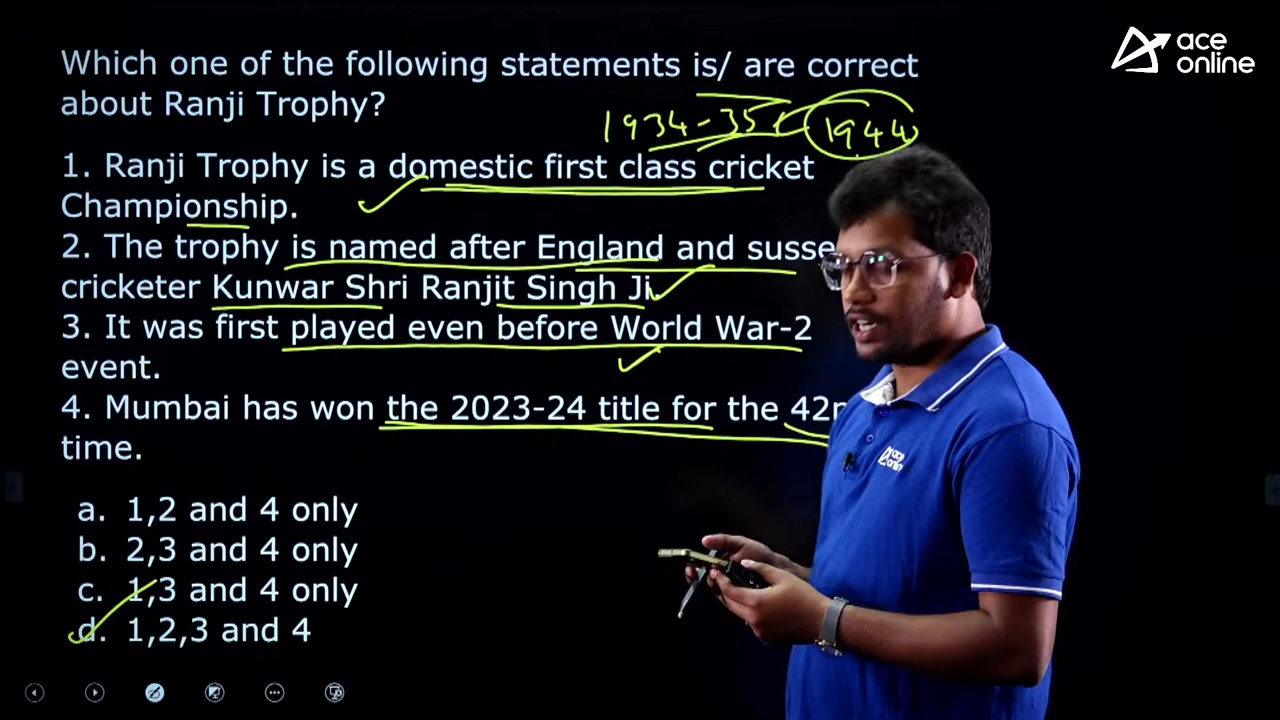 ace
online
Which one of the following statements is/ are correct
about Ranji Trophy?
1934-35
1944
1. Ranji Trophy is a domestic first class cricket
Championship.
2. The trophy is named after England and susse
cricketer Kunwar Shri Ranjit Singh Ji.
3. It was first played even before World War-2
event.
4. Mumbai has won the 2023-24 title for the 42n
time.
a. 1,2 and 4 only
b. 2,3 and 4 only
c. 1,3 and 4 only
d. 1,2,3 and 4
ace
online